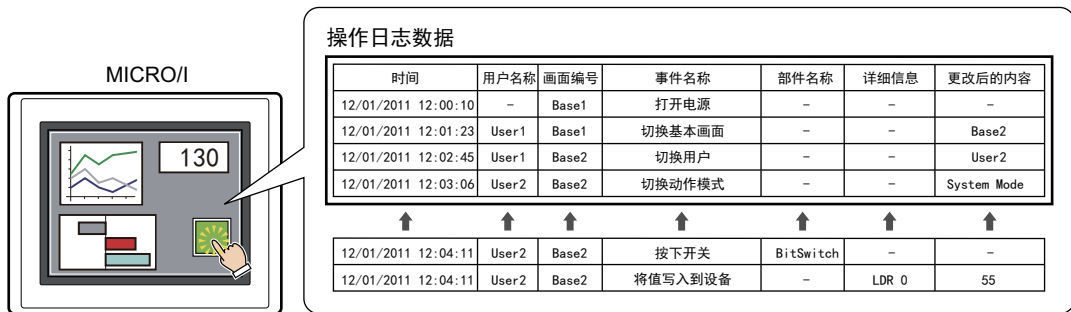 操作日志数据
MICRO/I
130
时间 用户名称 画面编号 事件名称 部件名称 详细信息 更改后的内容
12/01/2011 12:00:10 - Base1 打开电源 - - -
12/01/2011 12:01:23 User1 Base1 切换基本画面 - - Base2
12/01/2011 12:02:45 User1 Base2 切换用户 - - User2
12/01/2011 12:03:06 User2 Base2 切换动作模式 - - System Mode
12/01/2011 12:04:11 User2 Base2 按下开关 BitSwitch - -
12/01/2011 12:04:11 User2 Base2 将值写入到设备 - LDR 0 55